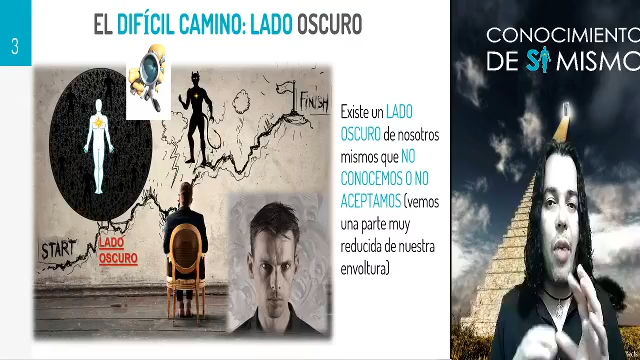 3
EL DIFÍCIL CAMINO: LADO OSCURO
FINISH
START
LADO
OSCURO
Existe un LADO
OSCURO de nosotros
mismos que NO
CONOCEMOS O NO
ACEPTAMOS (vemos
una parte muy
reducida de nuestra
envoltura)
CONOCIMIENTO
DE SÍ MISMO